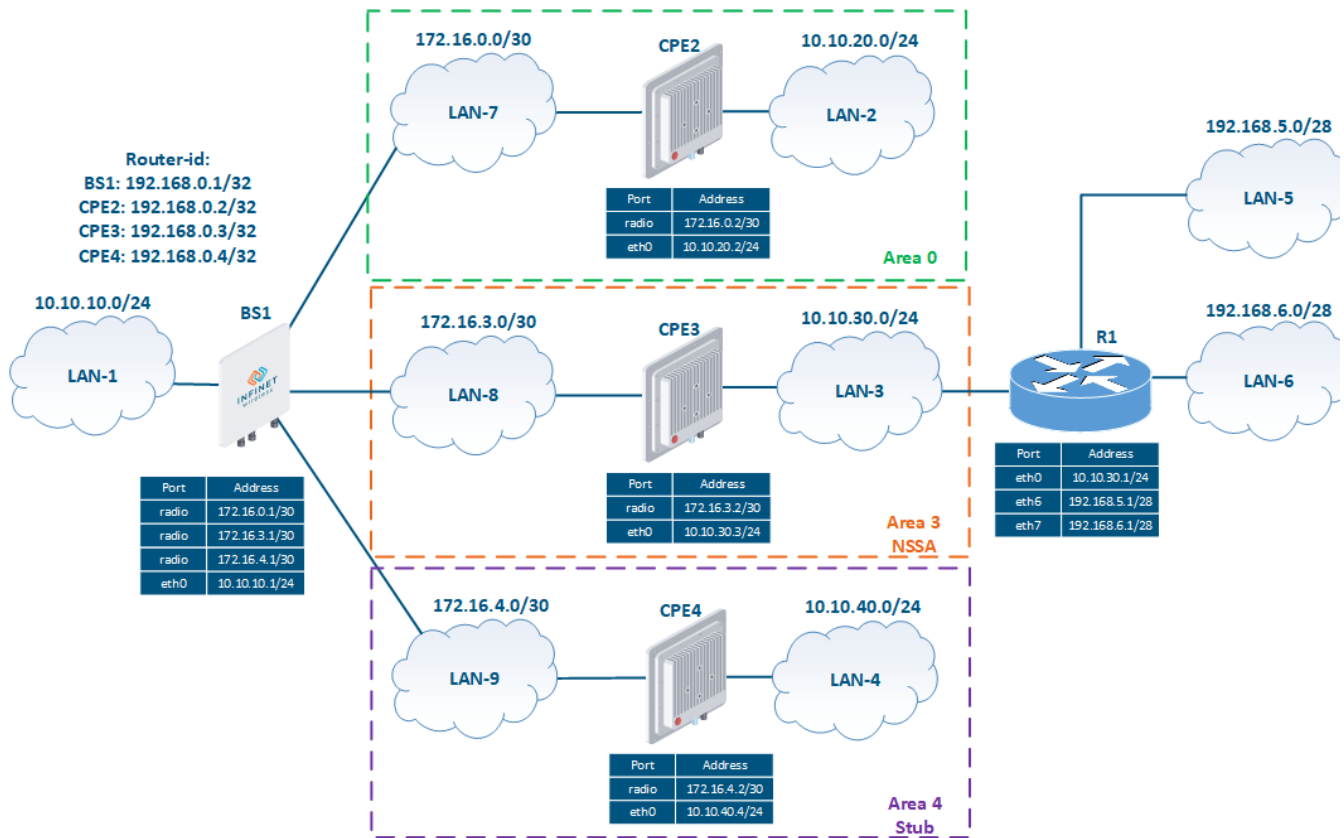 172.16.0.0/30
CPE2
10.10.20.0/24
LAN-7
LAN-2
Port Address
radio 172.16.0.2/30
eth0 10.10.20.2/24
Area 0
Router-id:
BS1: 192.168.0.1/32
CPE2: 192.168.0.2/32
CPE3: 192.168.0.3/32
CPE4: 192.168.0.4/32
10.10.10.0/24
LAN-1
BS1
INFINET
wireless
Port Address
radio 172.16.0.1/30
radio 172.16.3.1/30
radio 172.16.4.1/30
eth0 10.10.10.1/24
172.16.3.0/30
CPE3
10.10.30.0/24
LAN-8
LAN-3
Port Address
radio 172.16.3.2/30
eth0 10.10.30.3/24
Area 3
NSSA
192.168.5.0/28
LAN-5
192.168.6.0/28
R1
LAN-6
Port Address
eth0 10.10.30.1/24
eth6 192.168.5.1/28
eth7 192.168.6.1/28
172.16.4.0/30
CPE4
10.10.40.0/24
LAN-9
LAN-4
Port Address
radio 172.16.4.2/30
eth0 10.10.40.4/24
Area 4
Stub